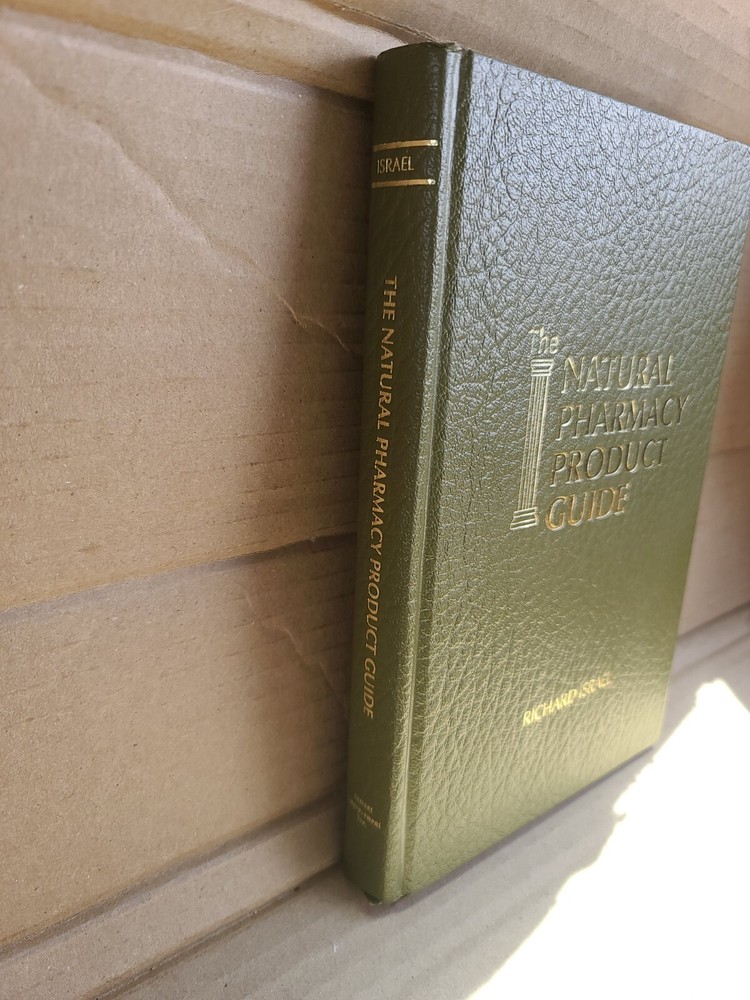 ISRAEL
THE NATURAL PHARMACY PRODUCT GUIDE
The
NATURAL
PHARMACY
PRODUCT
GUIDE
RICHARD ISRAEL